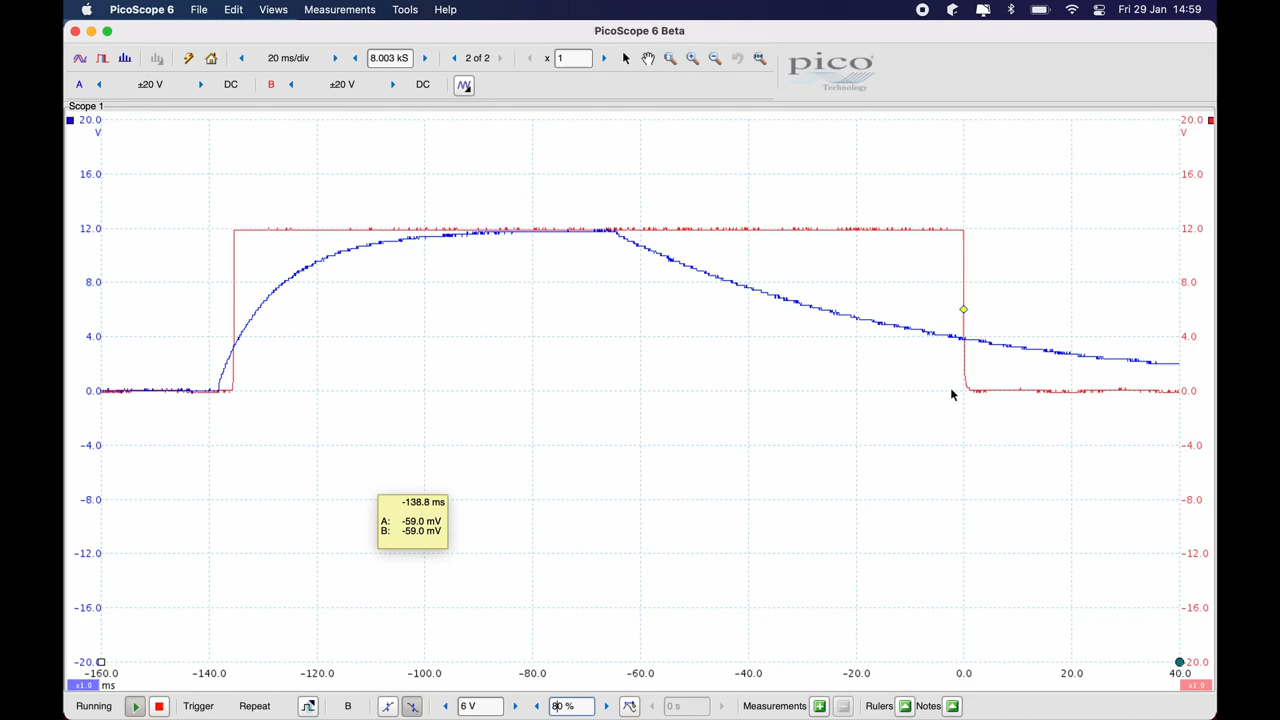 PicoScope 6 File Edit Views Measurements Tools Help Fri 29 Jan 14:59
PicoScope 6 Beta
20 ms/div 8.003 kS 2 of 2 x 1
pico
Technology
A ±20 V DC B ±20 V DC
Scope 1
20.0 20.0
V V
16.0 16.0
12.0 12.0
8.0 8.0
4.0 4.0
0.0 0.0
-4.0 -4.0
-8.0 -8.0
-12.0 -12.0
-16.0 -16.0
-20.0 -20.0
-138.8 ms
A: -59.0 mV
B: -59.0 mV
-160.0 -140.0 -120.0 -100.0 -80.0 -60.0 -40.0 -20.0 0.0 20.0 40.0
x1.0 ms x1.0
Running Trigger Repeat B 6 V 80 % 0 s Measurements Rulers Notes